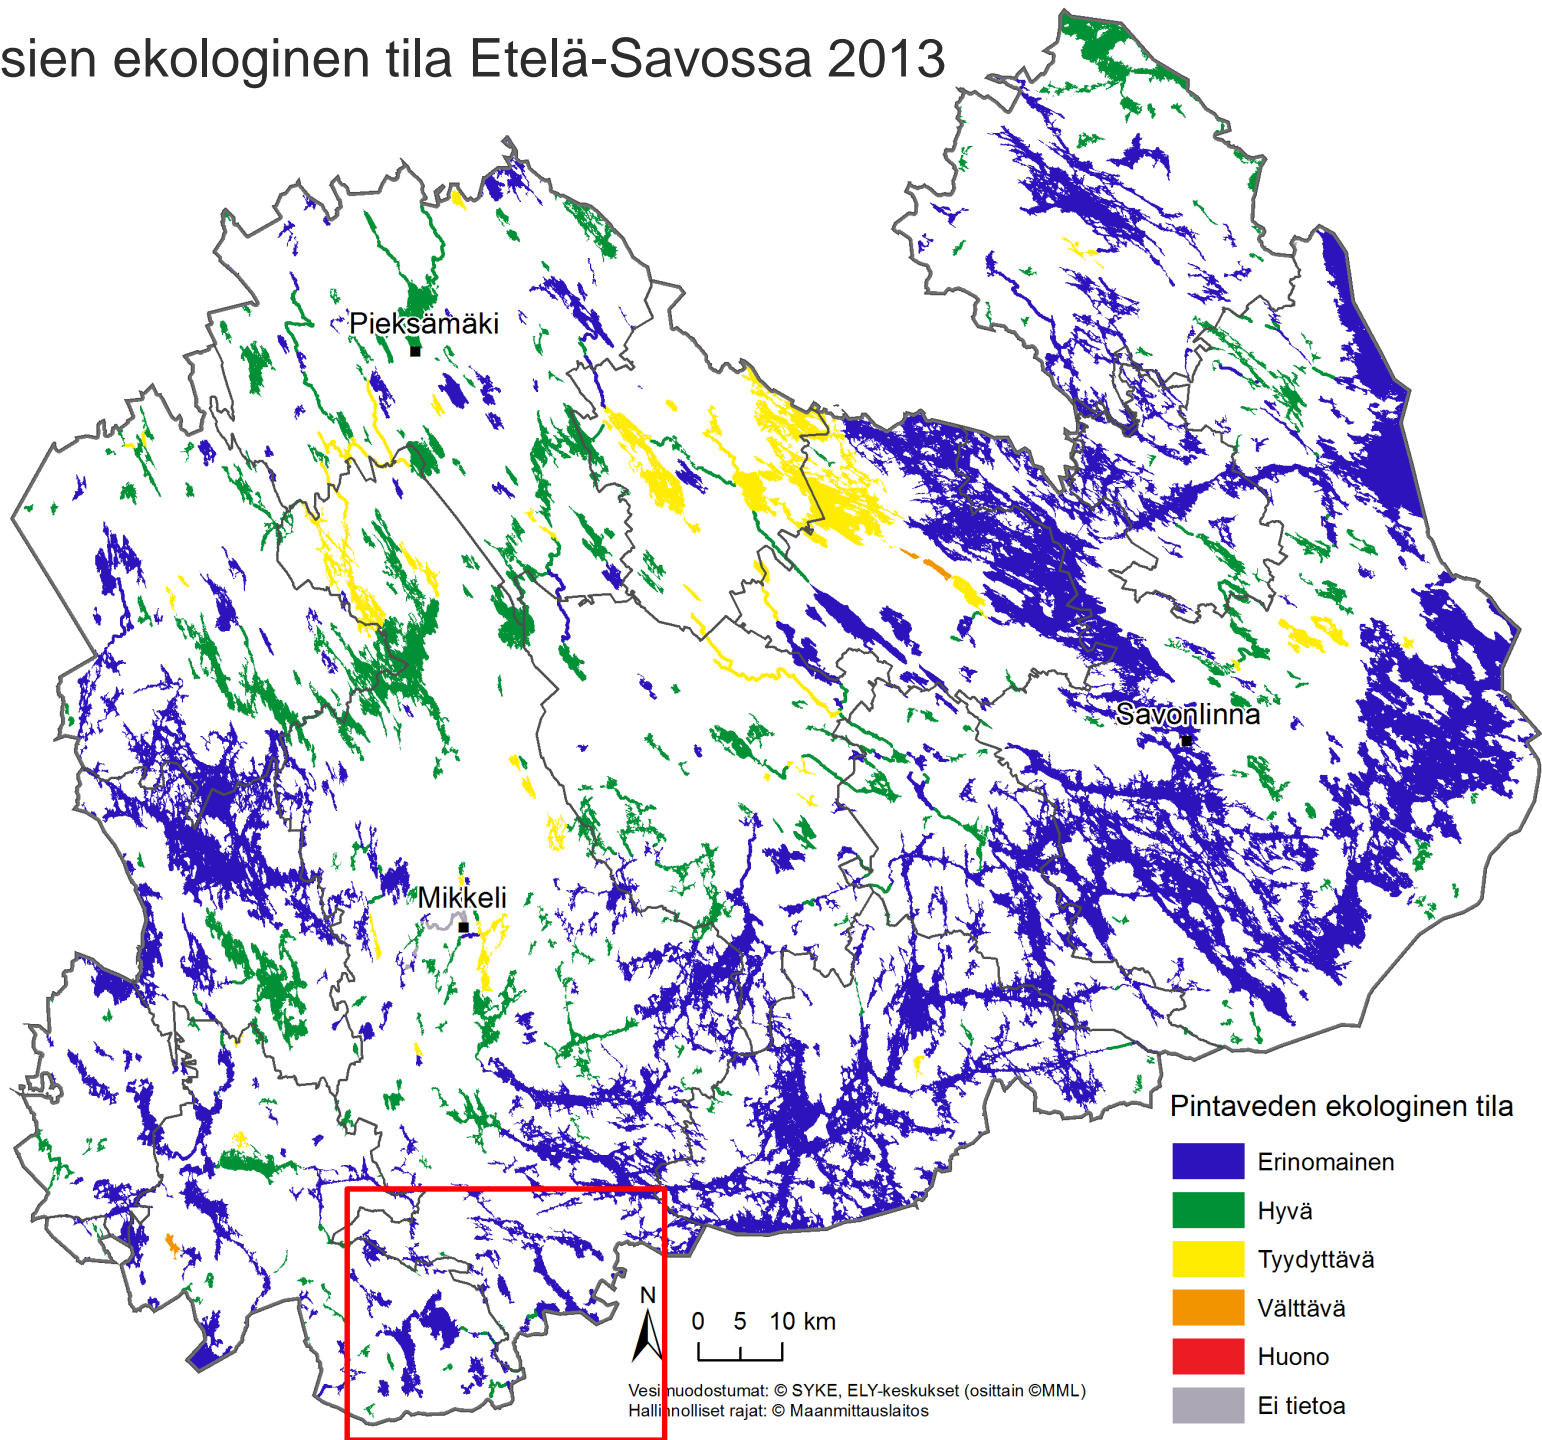 sien ekologinen tila Etelä-Savossa 2013
Pieksämäki
Savonlinna
Mikkeli
Pintaveden ekologinen tila
Erinomainen
Hyvä
Tyydyttävä
Välttävä
Huono
Ei tietoa
N
0 5 10 km
Vesimuodostumat: © SYKE, ELY-keskukset (osittain ©MML)
Hallinnolliset rajat: © Maanmittauslaitos